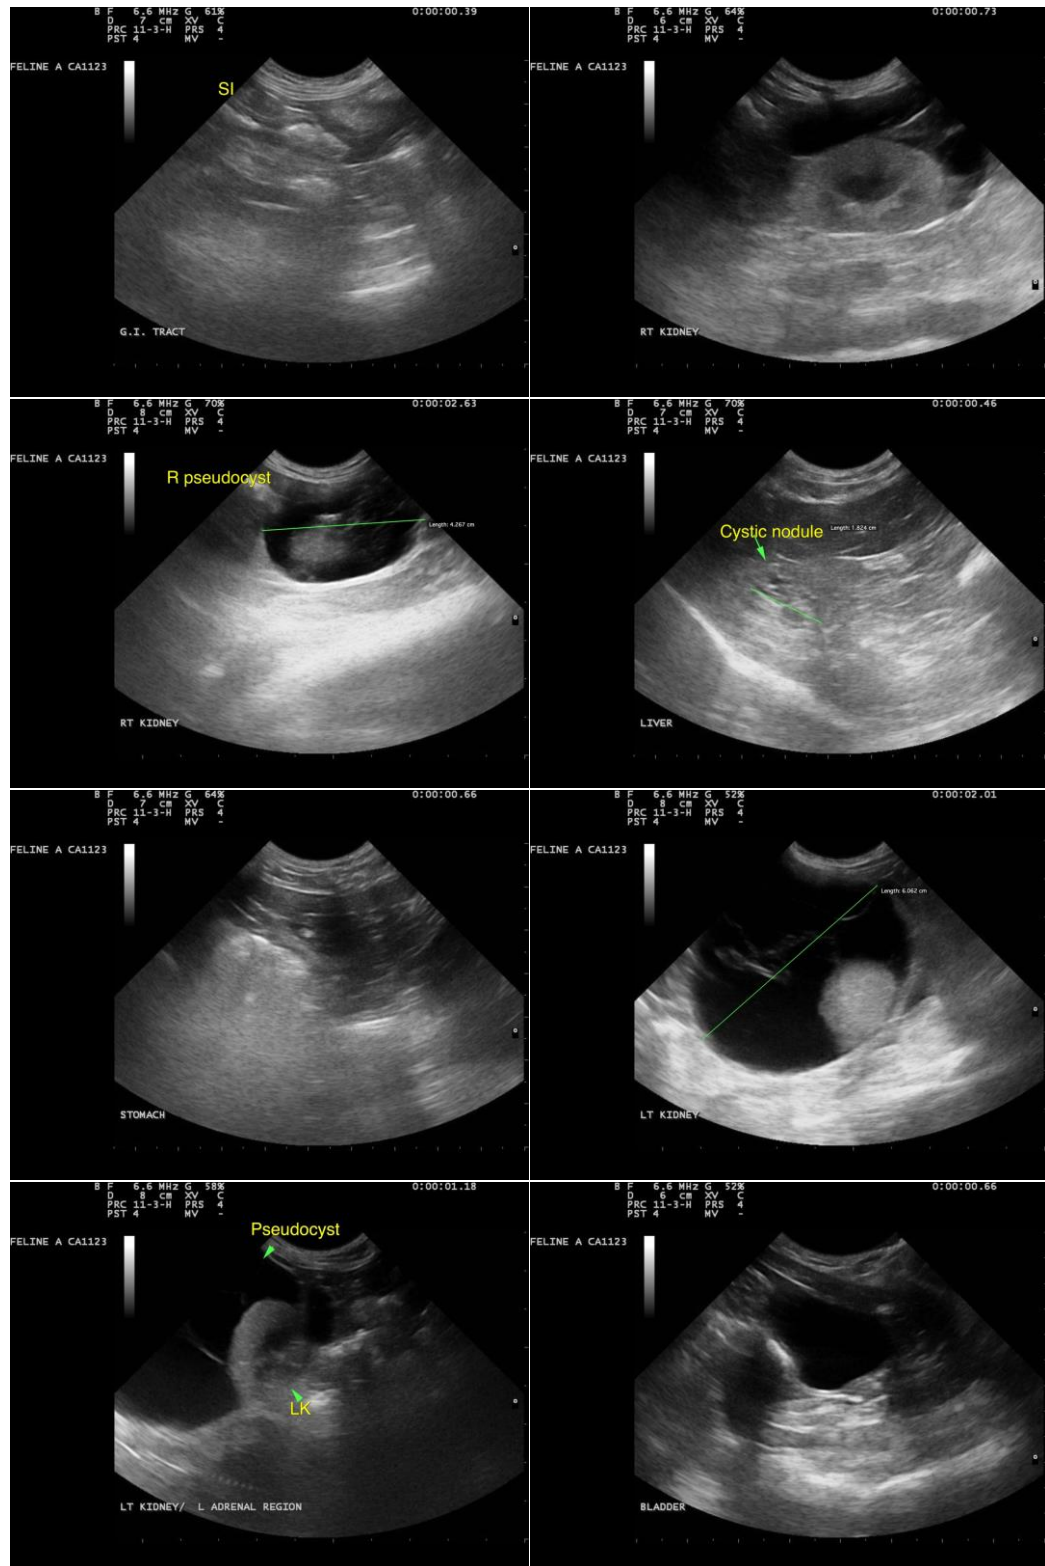 B F 6.6 MHz G 61% 0:00:00.39
D 7 cm XV C
PRC 11-3-H PRS 4
PST 4 MV -
FELINE A CA1123
SI
G.I. TRACT
B F 6.6 MHz G 64% 0:00:00.73
D 6 cm XV C
PRC 11-3-H PRS 4
PST 4 MV -
FELINE A CA1123
RT KIDNEY
B F 6.6 MHz G 70% 0:00:02.63
D 8 cm XV C
PRC 11-3-H PRS 4
PST 4 MV -
FELINE A CA1123
R pseudocyst
Length: 4.267 cm
RT KIDNEY
B F 6.6 MHz G 70% 0:00:00.46
D 7 cm XV C
PRC 11-3-H PRS 4
PST 4 MV -
FELINE A CA1123
Length: 1.824 cm
Cystic nodule
LIVER
B F 6.6 MHz G 64% 0:00:00.66
D 7 cm XV C
PRC 11-3-H PRS 4
PST 4 MV -
FELINE A CA1123
STOMACH
B F 6.6 MHz G 52% 0:00:02.01
D 8 cm XV C
PRC 11-3-H PRS 4
PST 4 MV -
FELINE A CA1123
Length: 6.062 cm
LT KIDNEY
B F 6.6 MHz G 58% 0:00:01.18
D 8 cm XV C
PRC 11-3-H PRS 4
PST 4 MV -
FELINE A CA1123
Pseudocyst
LK
LT KIDNEY/ L ADRENAL REGION
B F 6.6 MHz G 52% 0:00:00.66
D 6 cm XV C
PRC 11-3-H PRS 4
PST 4 MV -
FELINE A CA1123
BLADDER